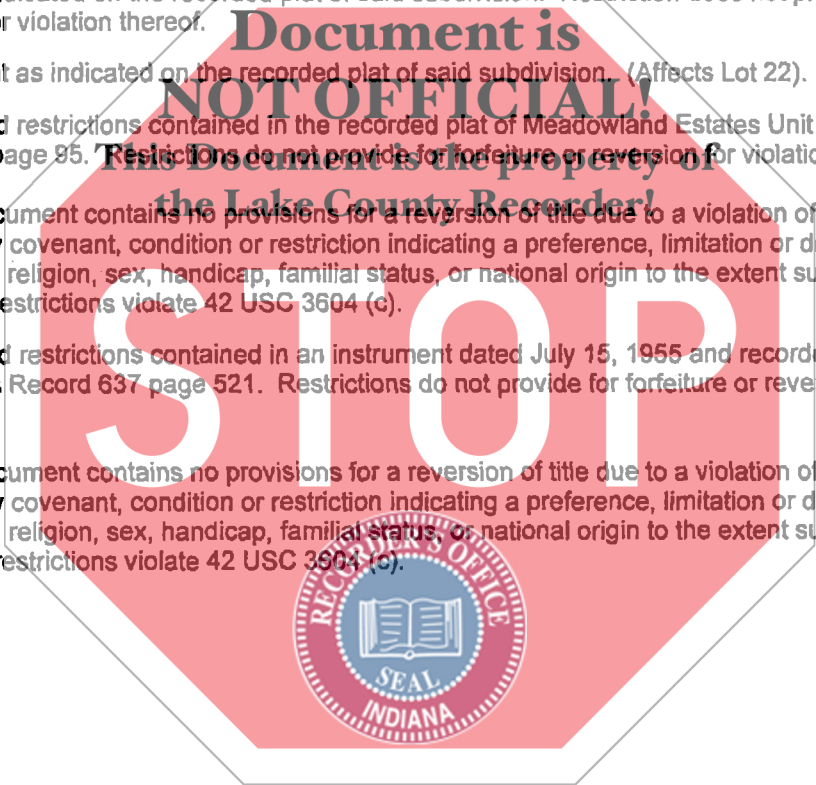 r violation thereof.
Document is
t as indicated on the recorded plat of said subdivision. (Affects Lot 22).
NOT OFFICIAL!
d restrictions contained in the recorded plat of Meadowland Estates Unit
age 95. Restrictions do not provide for forfeiture or reversion for violatio
This Document is the property of
the Lake County Recorder!
cument contains no provisions for a reversion of title due to a violation of
covenant, condition or restriction indicating a preference, limitation or d
religion, sex, handicap, familial status, or national origin to the extent su
estrictions violate 42 USC 3604 (c).
STOP
d restrictions contained in an instrument dated July 15, 1955 and recorde
Record 637 page 521. Restrictions do not provide for forfeiture or reve
cument contains no provisions for a reversion of title due to a violation of
covenant, condition or restriction indicating a preference, limitation or d
religion, sex, handicap, familial status, or national origin to the extent su
estrictions violate 42 USC 3604 (c).
RECORDER'S OFFICE
SEAL
INDIANA